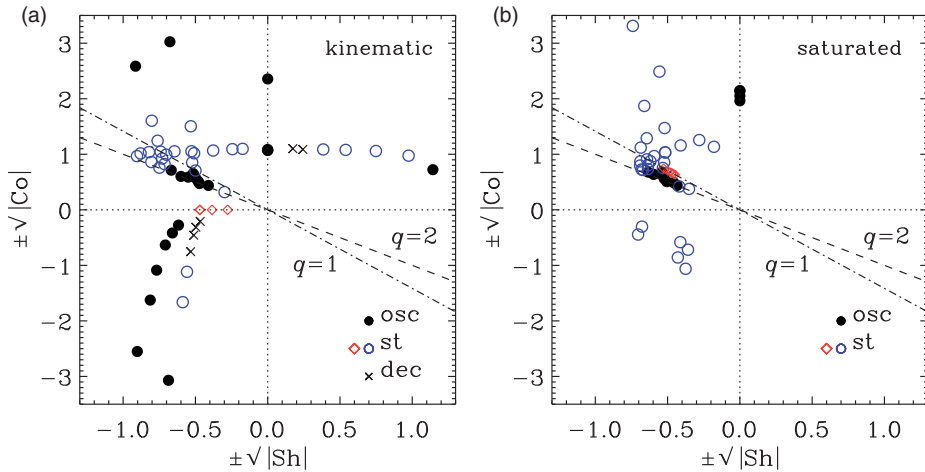 (a)
(b)
kinematic
saturated
3
2
1
0
−1
−2
−3
3
2
1
0
−1
−2
−3
±√|Co|
±√|Co|
q=2
q=1
q=2
q=1
osc
st
dec
osc
st
−1.0 −0.5 0.0 0.5 1.0
−1.0 −0.5 0.0 0.5 1.0
±√|Sh|
±√|Sh|